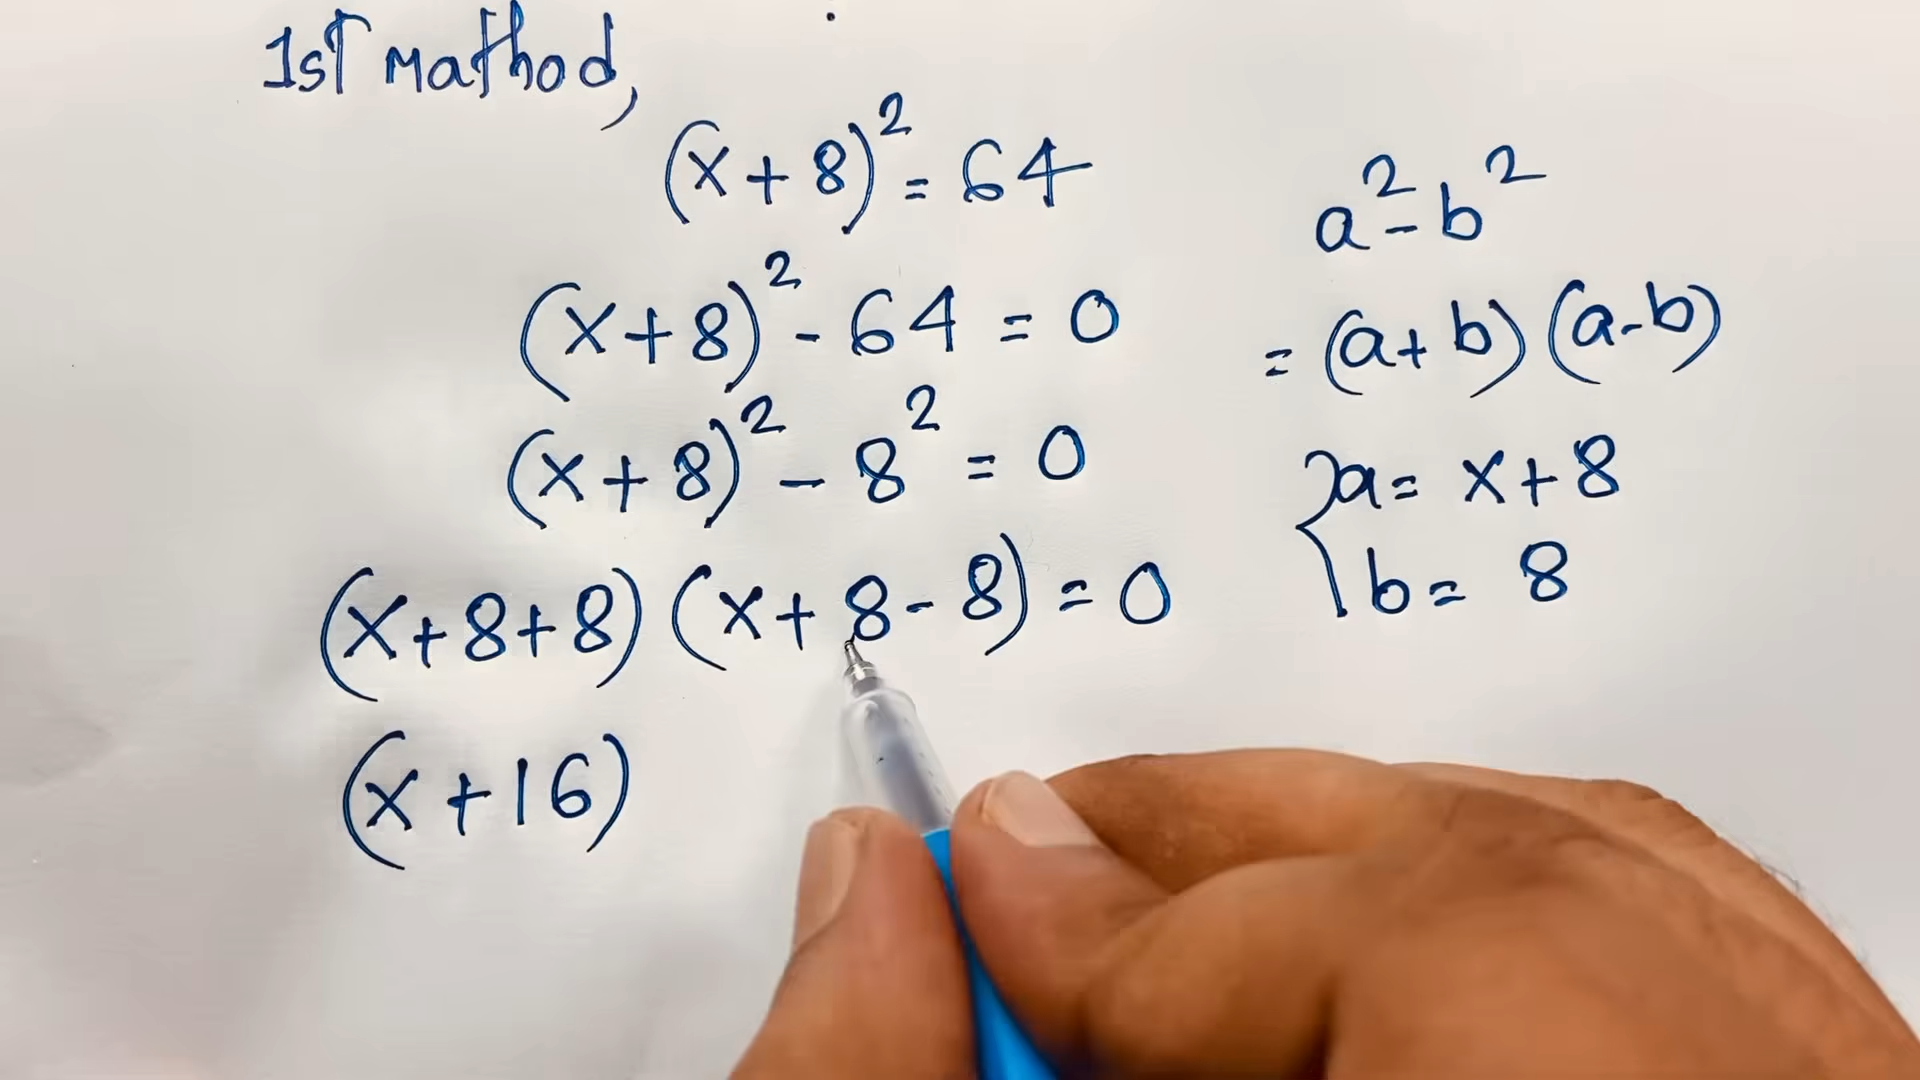 1st Mathod,
(x+8)² = 64
(x+8)² - 64 = 0
(x+8)² - 8² = 0
(x+8+8)(x+8-8) = 0
(x+16)
a² - b²
= (a+b)(a-b)
{a = x+8
b = 8